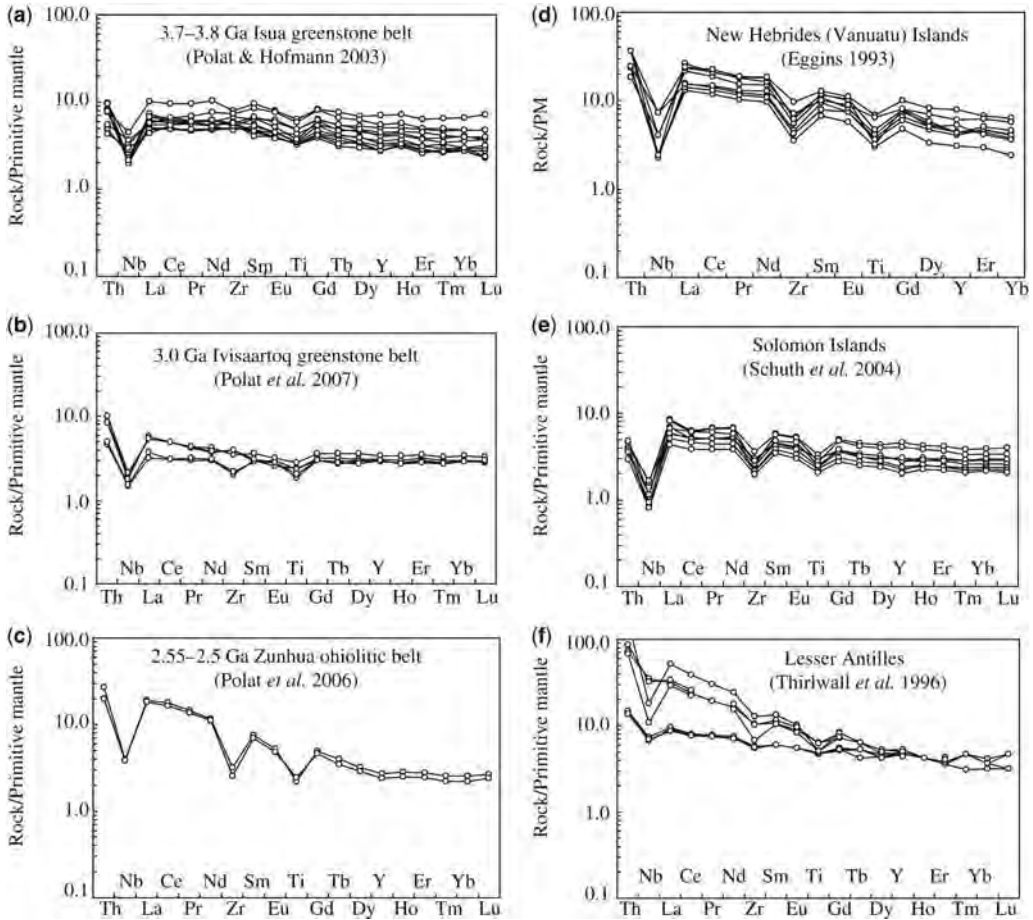 (a)
3.7–3.8 Ga Isua greenstone belt
(Polat & Hofmann 2003)
Rock/Primitive mantle
100.0
10.0
1.0
0.1
Nb Ce Nd Sm Ti Tb Y Er Yb
Th La Pr Zr Eu Gd Dy Ho Tm Lu
(b)
3.0 Ga Ivisaartoq greenstone belt
(Polat et al. 2007)
Rock/Primitive mantle
100.0
10.0
1.0
0.1
Nb Ce Nd Sm Ti Tb Y Er Yb
Th La Pr Zr Eu Gd Dy Ho Tm Lu
(c)
2.55–2.5 Ga Zunhua ohiolitic belt
(Polat et al. 2006)
Rock/Primitive mantle
100.0
10.0
1.0
0.1
Nb Ce Nd Sm Ti Tb Y Er Yb
Th La Pr Zr Eu Gd Dy Ho Tm Lu
(d)
New Hebrides (Vanuatu) Islands
(Eggins 1993)
Rock/PM
100.0
10.0
1.0
0.1
Nb Ce Nd Sm Ti Dy Er
Th La Pr Zr Eu Gd Y Yb
(e)
Solomon Islands
(Schuth et al. 2004)
Rock/Primitive mantle
100.0
10.0
1.0
0.1
Nb Ce Nd Sm Ti Tb Y Er Yb
Th La Pr Zr Eu Gd Dy Ho Tm Lu
(f)
Lesser Antilles
(Thirlwall et al. 1996)
Rock/Primitive mantle
100.0
10.0
1.0
0.1
Nb Ce Nd Sm Ti Tb Y Er Yb
Th La Pr Zr Eu Gd Dy Ho Tm Lu